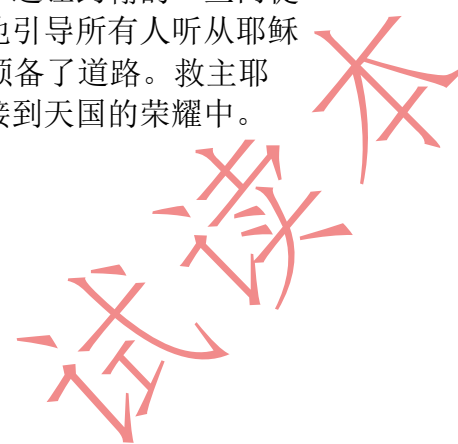 也引导所有人听从耶稣
预备了道路。救主耶
接到天国的荣耀中。
试读本